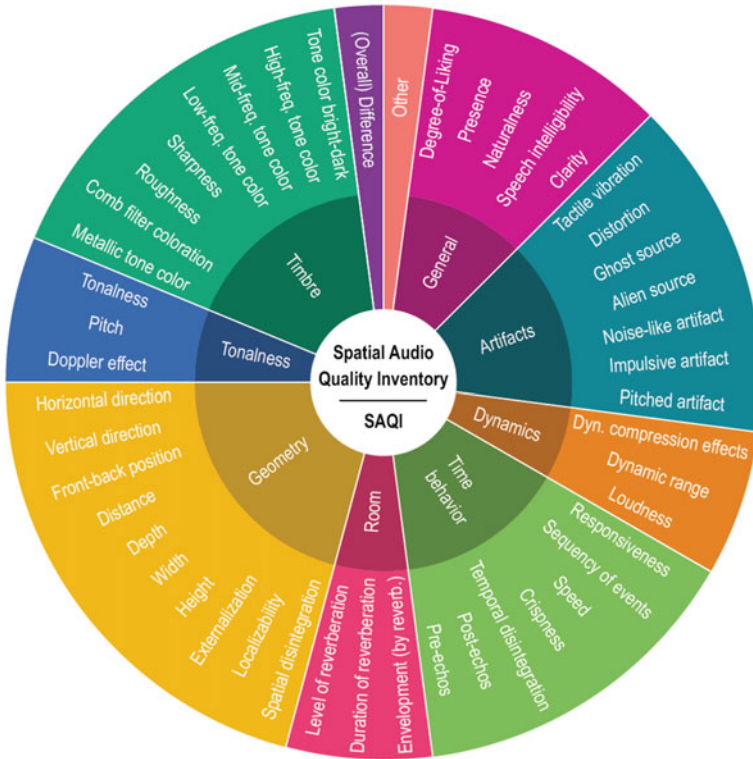 Spatial Audio
Quality Inventory
SAQI
(Overall) Difference
Other
General
Degree-of-Liking
Presence
Naturalness
Speech intelligibility
Clarity
Artifacts
Tactile vibration
Distortion
Ghost source
Alien source
Noise-like artifact
Impulsive artifact
Pitched artifact
Dynamics
Dyn. compression effects
Dynamic range
Loudness
Time
behavior
Responsiveness
Sequence of events
Speed
Crispness
Temporal disintegration
Post-echos
Pre-echos
Room
Envelopment (by reverb.)
Duration of reverberation
Level of reverberation
Geometry
Horizontal direction
Vertical direction
Front-back position
Distance
Depth
Width
Height
Externalization
Localizability
Spatial disintegration
Tonalness
Tonalness
Pitch
Doppler effect
Timbre
Tone color bright-dark
High-freq. tone color
Mid-freq. tone color
Low-freq. tone color
Sharpness
Roughness
Comb filter coloration
Metallic tone color